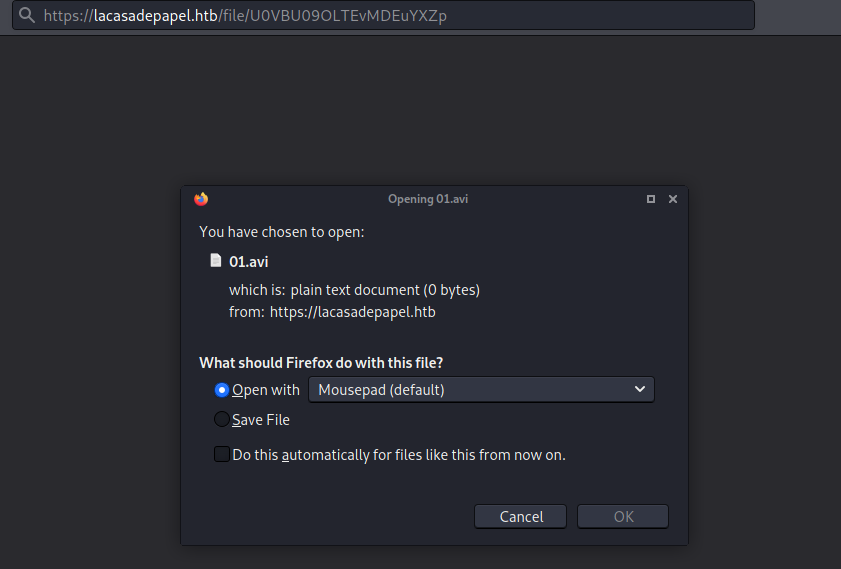 https://lacasadepapel.htb/file/U0VBU09OLTEvMDEuYXZp
Opening 01.avi
You have chosen to open:
01.avi
which is: plain text document (0 bytes)
from: https://lacasadepapel.htb
What should Firefox do with this file?
Open with Mousepad (default)
Save File
Do this automatically for files like this from now on.
Cancel OK